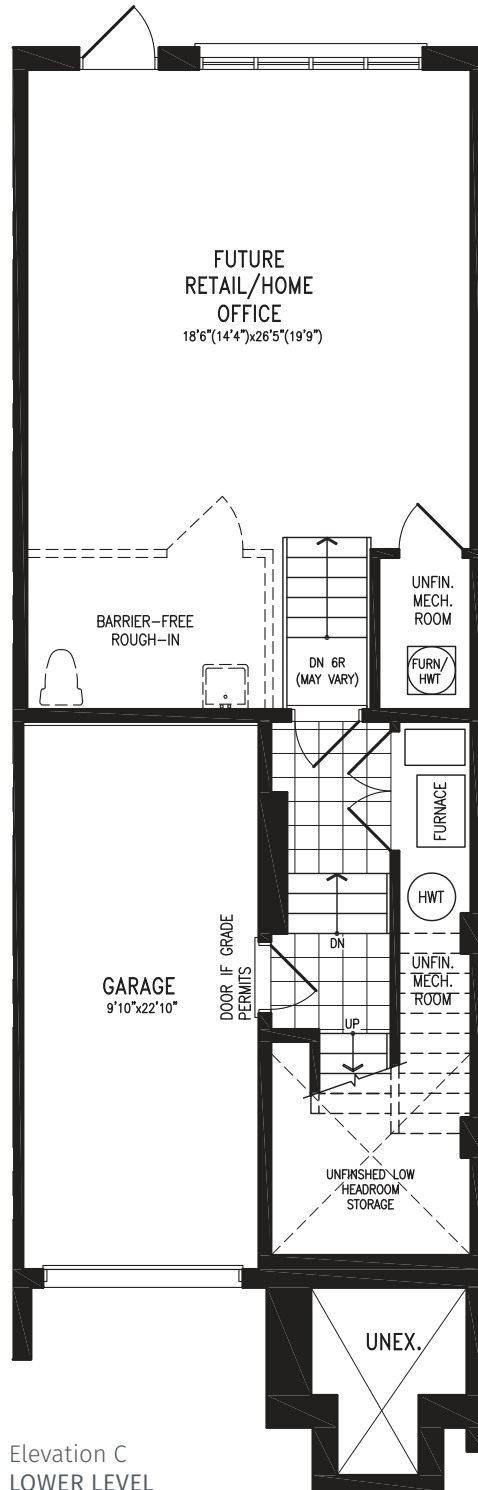 FUTURE
RETAIL/HOME
OFFICE
18'6"(14'4")x26'5"(19'9")
BARRIER-FREE
ROUGH-IN
UNFIN.
MECH.
ROOM
FURN/
HWT
DN 6R
(MAY VARY)
FURNACE
HWT
DN
UNFIN.
MECH.
ROOM
DOOR IF GRADE
PERMITS
GARAGE
9'10"x22'10"
UP
UNFINISHED LOW
HEADROOM
STORAGE
UNEX.
Elevation C
LOWER LEVEL